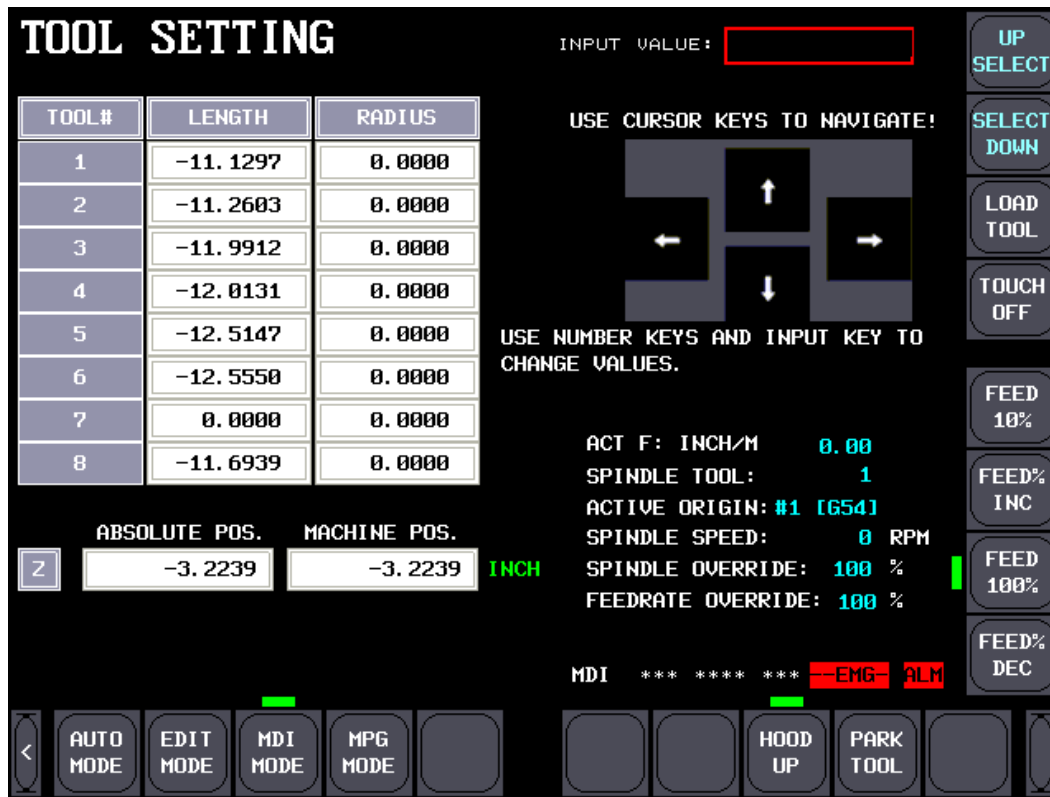 TOOL SETTING
INPUT VALUE:
TOOL# LENGTH RADIUS
1 -11.1297 0.0000
2 -11.2603 0.0000
3 -11.9912 0.0000
4 -12.0131 0.0000
5 -12.5147 0.0000
6 -12.5550 0.0000
7 0.0000 0.0000
8 -11.6939 0.0000
ABSOLUTE POS. MACHINE POS.
Z -3.2239 -3.2239 INCH
USE CURSOR KEYS TO NAVIGATE!
USE NUMBER KEYS AND INPUT KEY TO
CHANGE VALUES.
ACT F: INCH/M 0.00
SPINDLE TOOL: 1
ACTIVE ORIGIN: #1 [G54]
SPINDLE SPEED: 0 RPM
SPINDLE OVERRIDE: 100 %
FEEDRATE OVERRIDE: 100 %
MDI *** **** *** --EMG- ALM
UP
SELECT
SELECT
DOWN
LOAD
TOOL
TOUCH
OFF
FEED
10%
FEED%
INC
FEED
100%
FEED%
DEC
<
AUTO
MODE
EDIT
MODE
MDI
MODE
MPG
MODE
HOOD
UP
PARK
TOOL